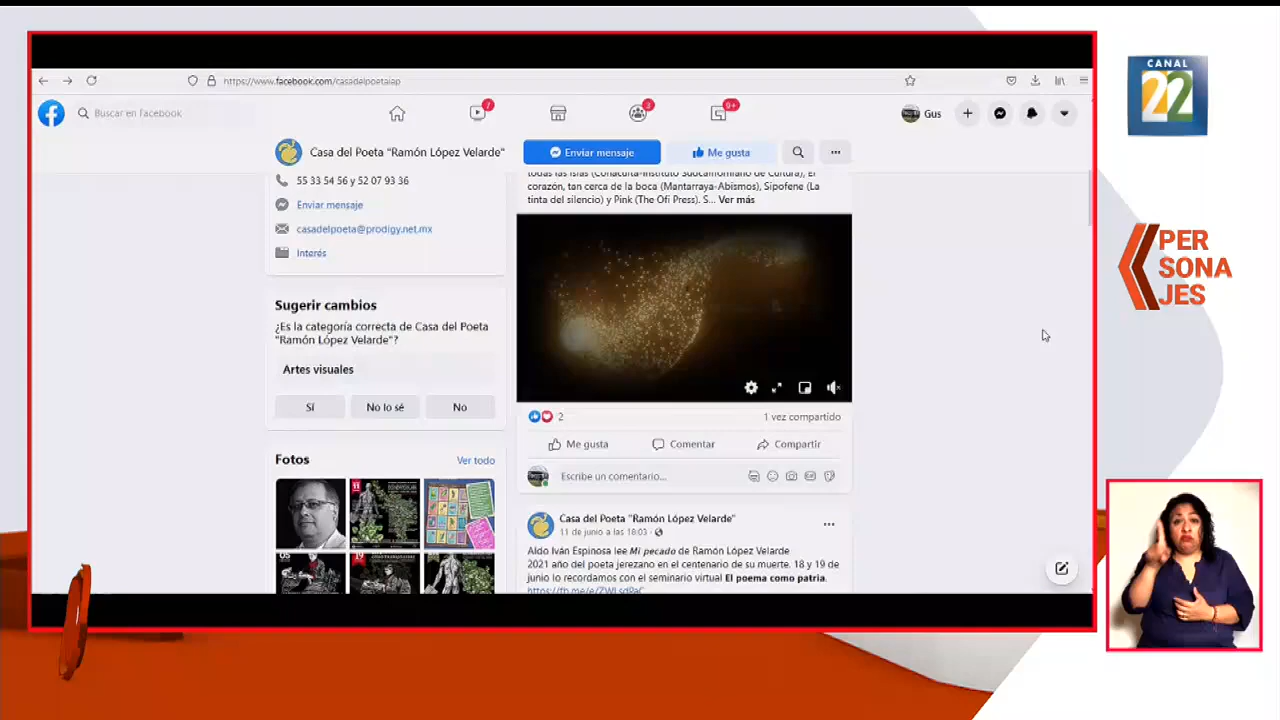 https://www.facebook.com/casadelpoetaiap
Buscar en Facebook
7
3
9+
Gus
Casa del Poeta "Ramón López Velarde"
Enviar mensaje
Me gusta
55 33 54 56 y 52 07 93 36
Enviar mensaje
casadelpoeta@prodigy.net.mx
Interés
Sugerir cambios
¿Es la categoría correcta de Casa del Poeta
"Ramón López Velarde"?
Artes visuales
Sí
No lo sé
No
Fotos
Ver todo
11
05
19
todas las islas (Conaculta-Instituto Sudcaliforniano de Cultura), El
corazón, tan cerca de la boca (Mantarraya-Abismos), Sipofene (La
tinta del silencio) y Pink (The Ofi Press). S... Ver más
2
1 vez compartido
Me gusta
Comentar
Compartir
Escribe un comentario...
Casa del Poeta "Ramón López Velarde"
11 de junio a las 18:03
Aldo Iván Espinosa lee Mi pecado de Ramón López Velarde
2021 año del poeta jerezano en el centenario de su muerte. 18 y 19 de
junio lo recordamos con el seminario virtual El poema como patria.
CANAL
22
PER
SONA
JES